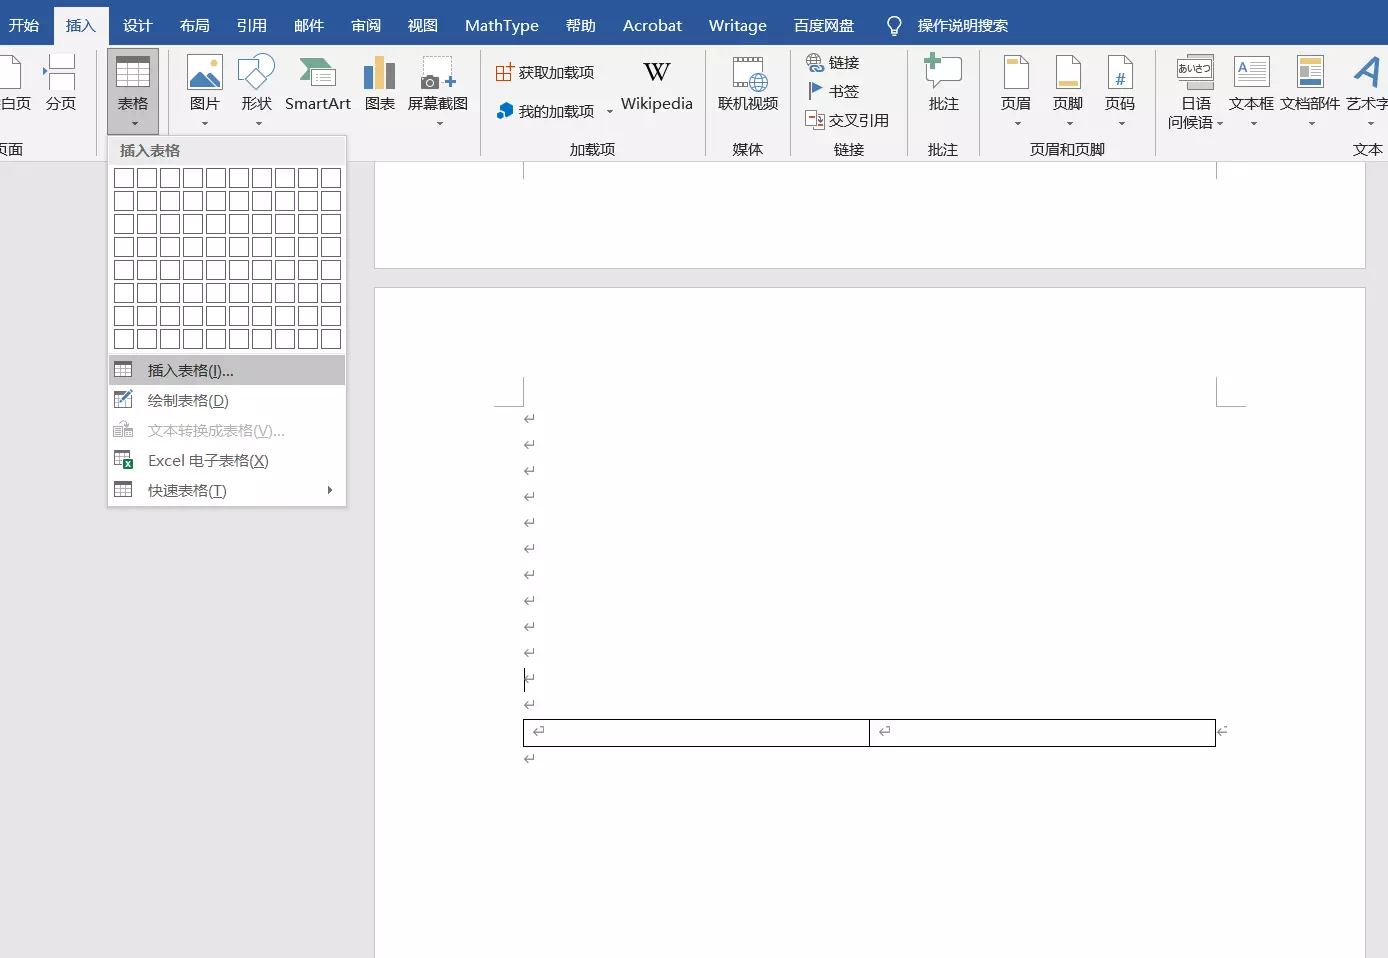 开始 插入 设计 布局 引用 邮件 审阅 视图 MathType 帮助 Acrobat Writage 百度网盘 操作说明搜索
白页 分页 表格 图片 形状 SmartArt 图表 屏幕截图
获取加载项
我的加载项
Wikipedia
联机视频
链接
书签
交叉引用
批注
页眉 页脚 页码
#
あいさつ
日语
问候语
A
文本框 文档部件 艺术字
页面 加载项 媒体 链接 批注 页眉和页脚 文本
插入表格
插入表格(I)...
绘制表格(D)
文本转换成表格(V)...
Excel 电子表格(X)
快速表格(T)